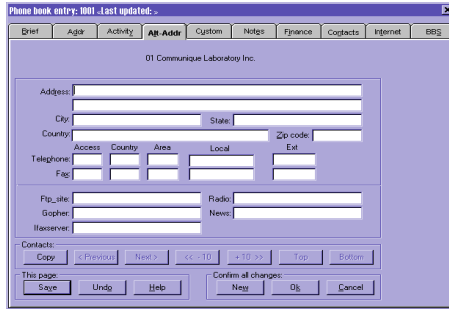 Phone book entry: 1001 ..Last updated: »
Brief Addr Activity Alt-Addr Custom Notes Finance Contacts Internet BBS
01 Communique Laboratory Inc.
Address:
City: State:
Country: Zip code:
Access Country Area Local Ext
Telephone:
Fax:
Ftp_site: Radio:
Gopher: News:
Ifaxserver:
Contacts:
Copy < Previous Next > << - 10 + 10 >> Top Bottom
This page: Confirm all changes:
Save Undo Help New Ok Cancel